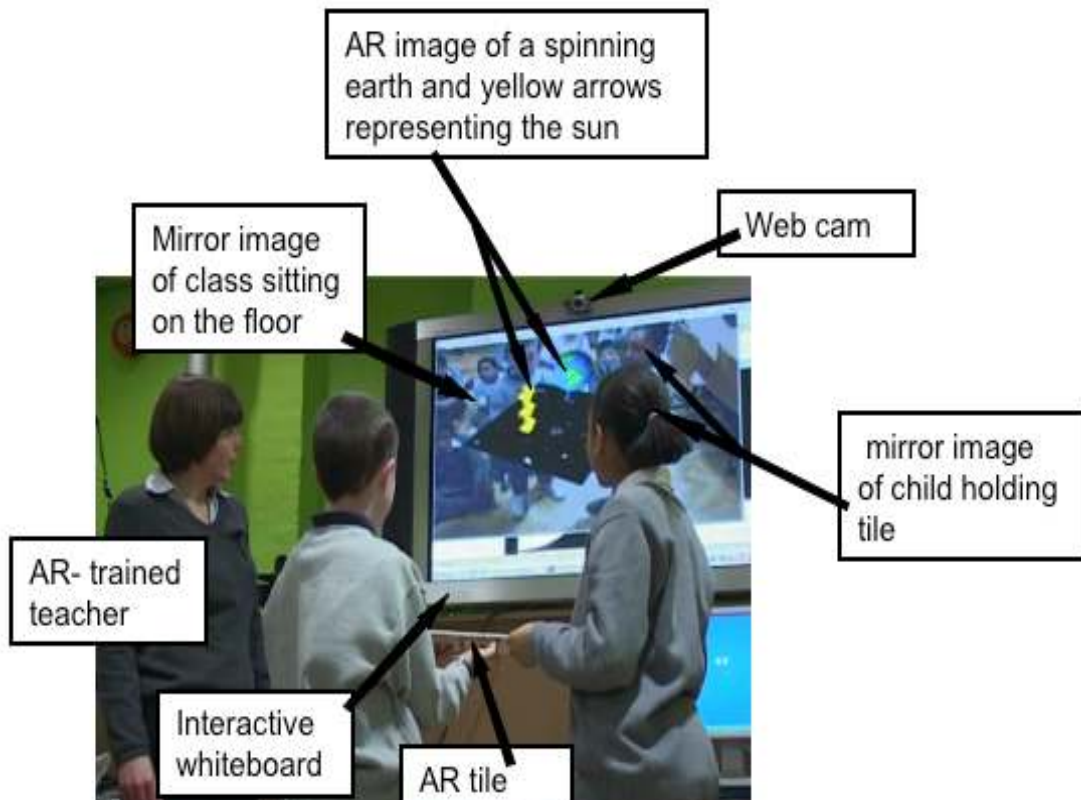 AR image of a spinning
earth and yellow arrows
representing the sun
Web cam
Mirror image
of class sitting
on the floor
mirror image
of child holding
tile
AR- trained
teacher
Interactive
whiteboard
AR tile